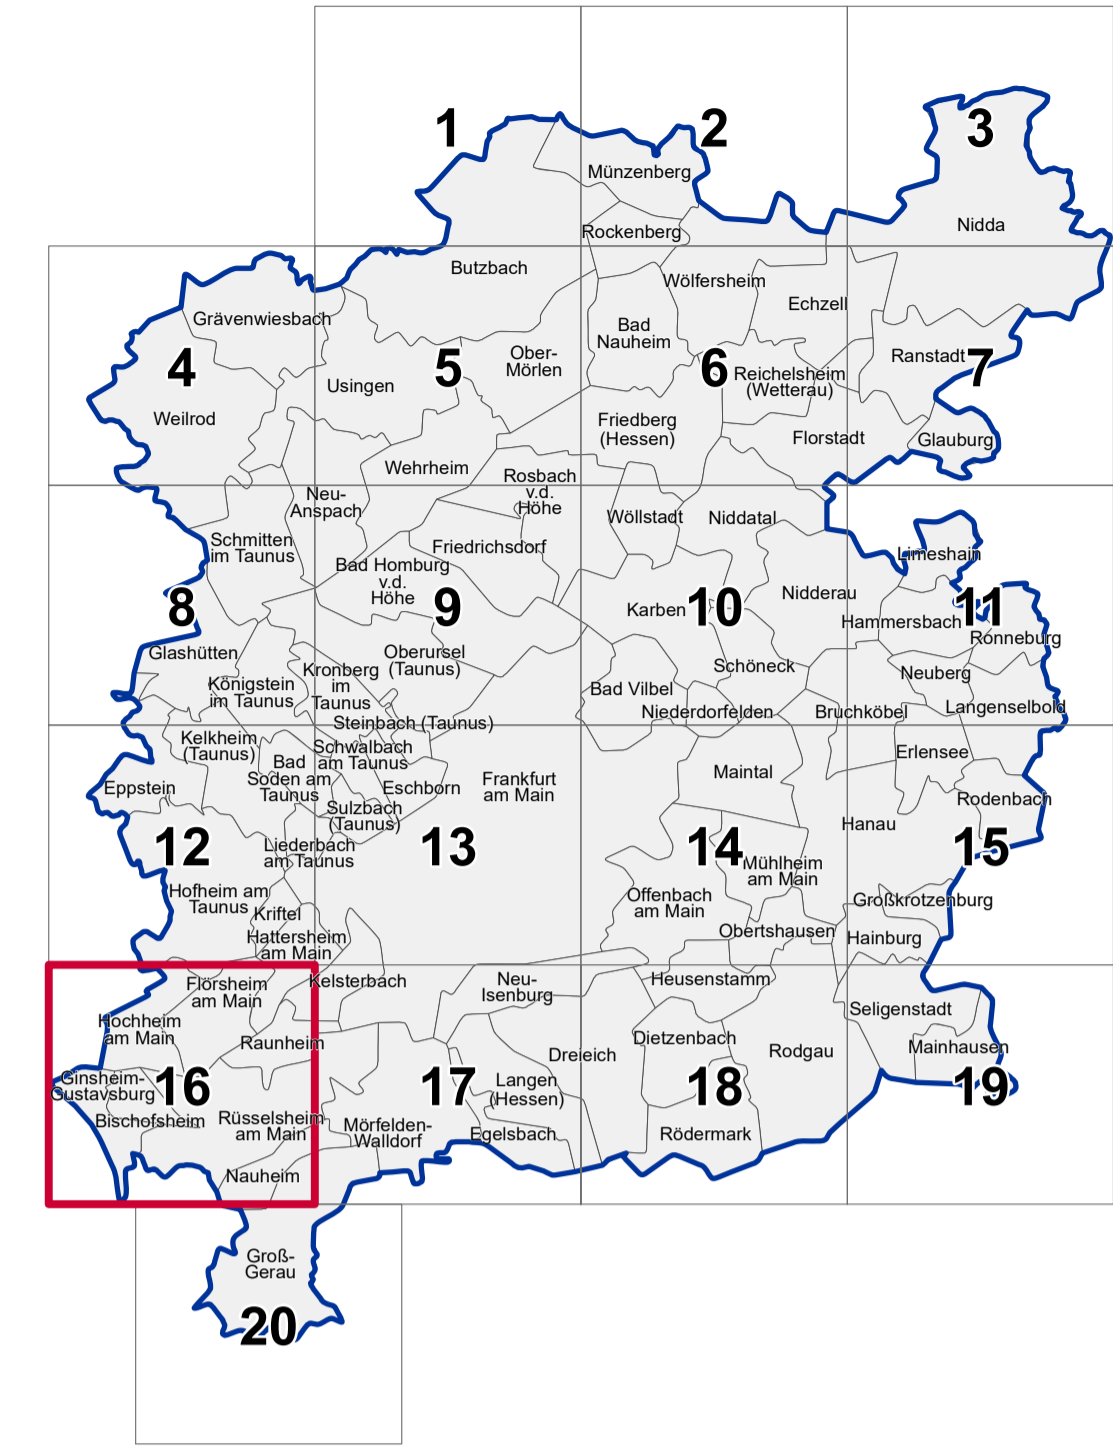 1
2
3
Münzenberg
Nidda
Rockenberg
Butzbach
Wölfersheim
Echzell
Grävenwiesbach
Bad
Nauheim
Ober-
Mörlen
4
5
6
7
Ranstadt
Usingen
Reichelsheim
(Wetterau)
Weilrod
Friedberg
(Hessen)
Florstadt
Glauburg
Wehrheim
Rosbach
v.d.
Höhe
Neu-
Anspach
Wöllstadt
Niddatal
Schmitten
im Taunus
Friedrichsdorf
Limeshain
Bad Homburg
v.d.
Höhe
8
9
10
11
Nidderau
Karben
Hammersbach
Ronneburg
Glashütten
Oberursel
(Taunus)
Kronberg
im
Taunus
Schöneck
Neuberg
Königstein
im Taunus
Bad Vilbel
Niederdorfelden
Bruchköbel
Langenselbold
Steinbach (Taunus)
Kelkheim
(Taunus)
Schwalbach
am Taunus
Bad
Soden am
Taunus
Erlensee
Maintal
Eppstein
Eschborn
Frankfurt
am Main
Rodenbach
Sulzbach
(Taunus)
Hanau
12
13
14
15
Liederbach
am Taunus
Mühlheim
am Main
Hofheim am
Taunus
Offenbach
am Main
Großkrotzenburg
Kriftel
Hattersheim
am Main
Obertshausen
Hainburg
Flörsheim
am Main
Kelsterbach
Neu-
Isenburg
Heusenstamm
Seligenstadt
Hochheim
am Main
Raunheim
Dietzenbach
Dreieich
Rodgau
Mainhausen
Ginsheim-
Gustavsburg
16
17
18
19
Langen
(Hessen)
Bischofsheim
Rüsselsheim
am Main
Mörfelden-
Walldorf
Egelsbach
Rödermark
Nauheim
Groß-
Gerau
20